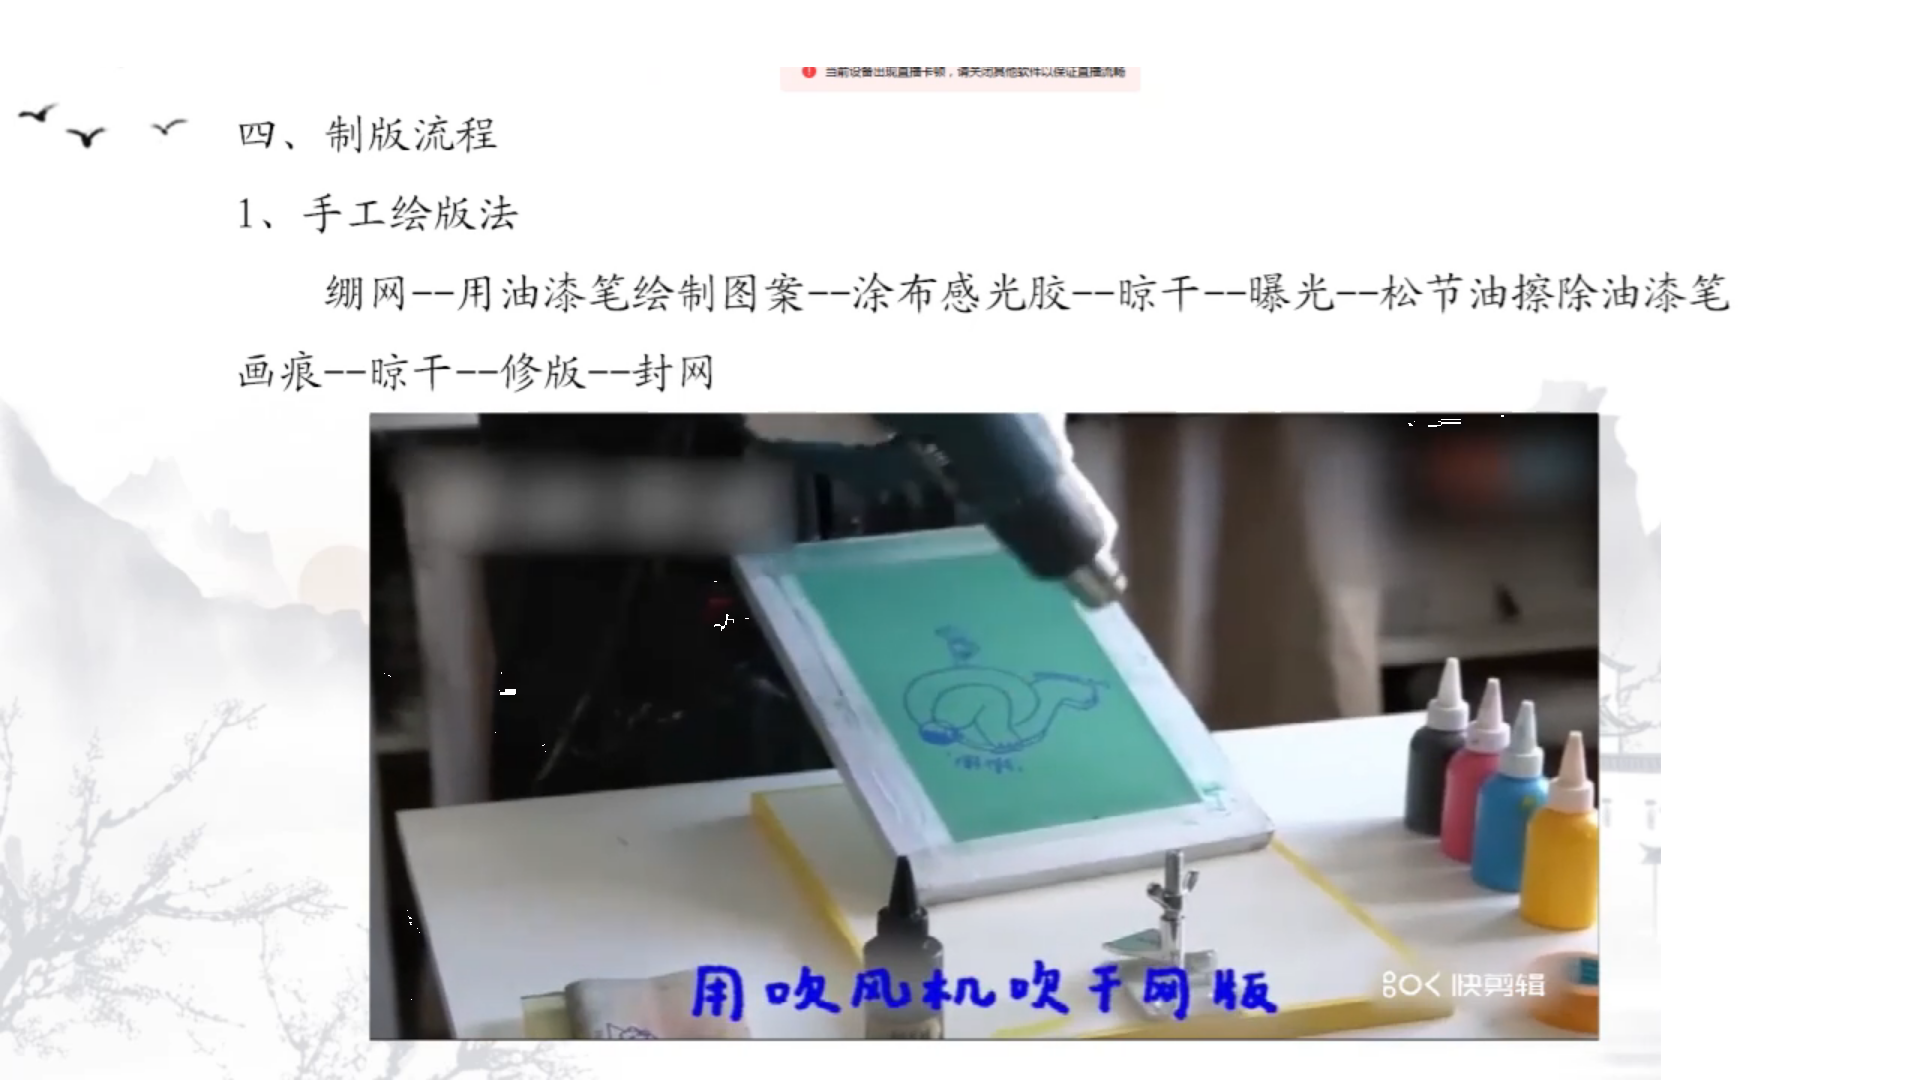 当前设备出现直播卡顿，请关闭其他软件以保证直播流畅
四、制版流程
1、手工绘版法
绷网--用油漆笔绘制图案--涂布感光胶--晾干--曝光--松节油擦除油漆笔
画痕--晾干--修版--封网
用吹风机吹干网版
快剪辑